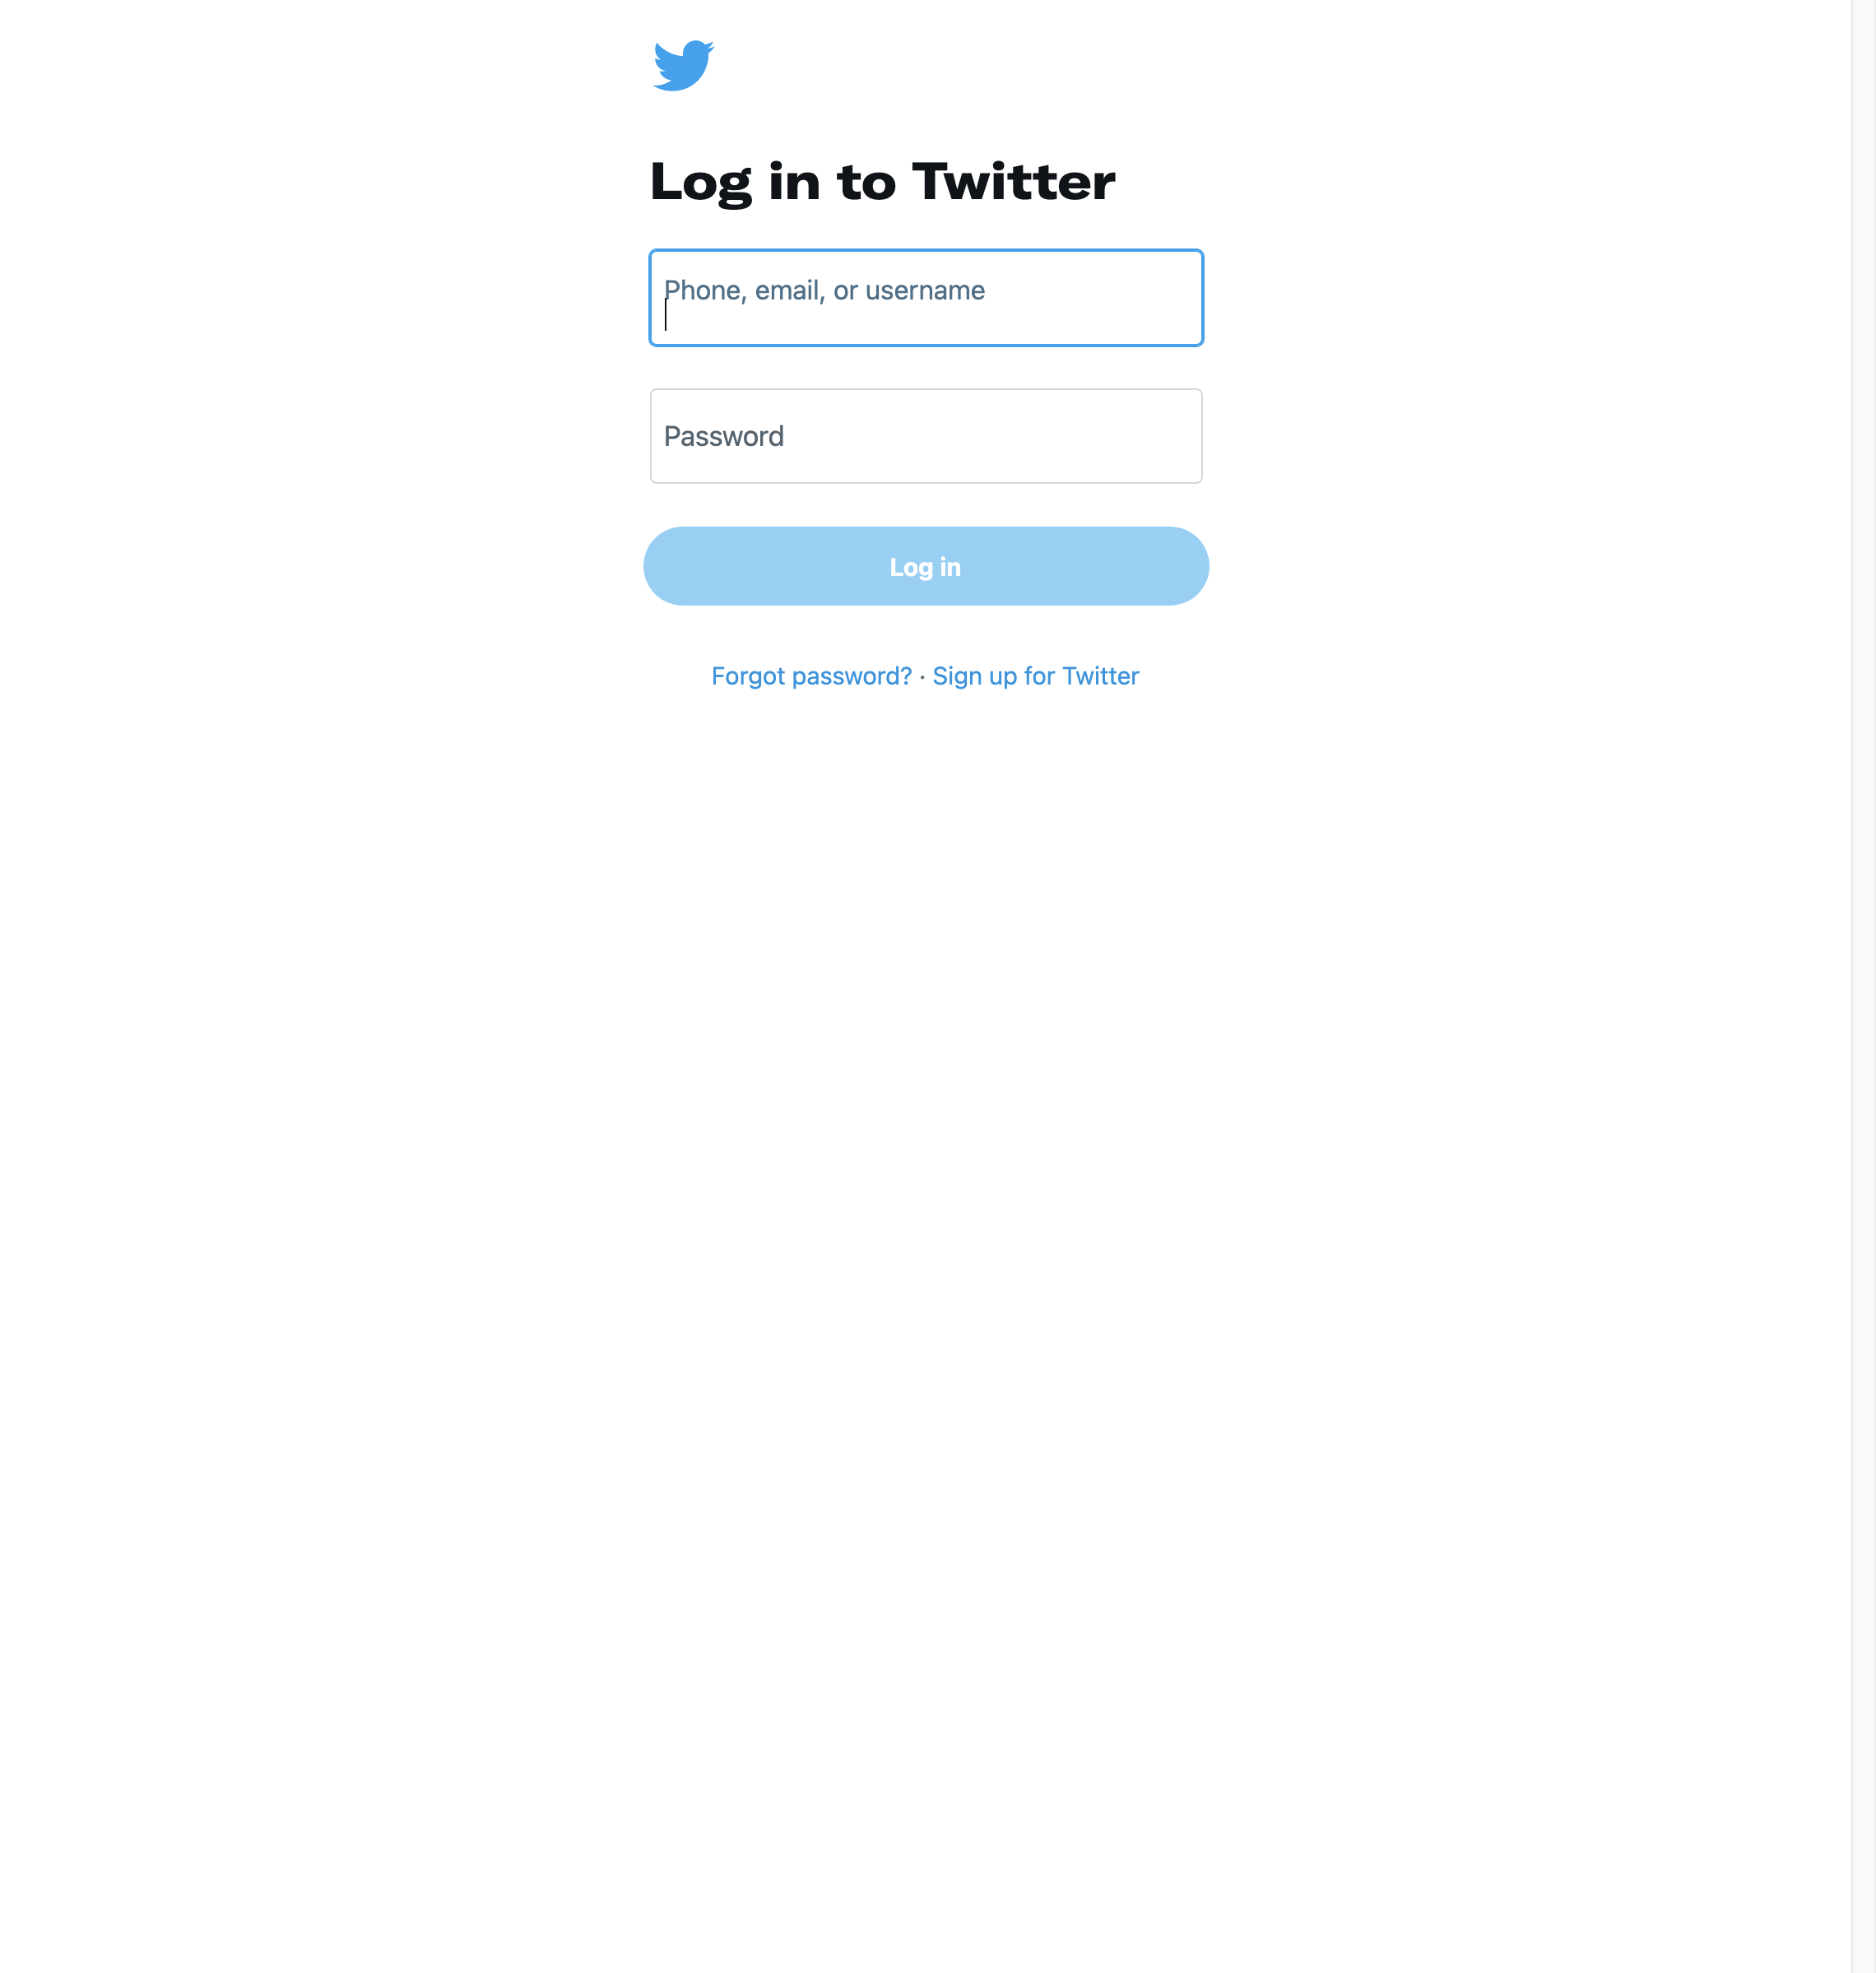 Log in to Twitter
Phone, email, or username
Password
Log in
Forgot password? · Sign up for Twitter